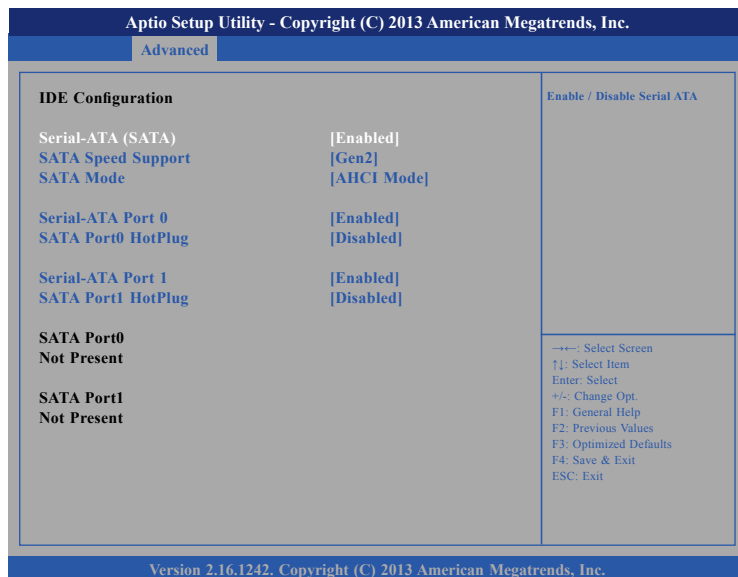 Aptio Setup Utility - Copyright (C) 2013 American Megatrends, Inc.
Advanced
IDE Configuration
Serial-ATA (SATA) [Enabled]
SATA Speed Support [Gen2]
SATA Mode [AHCI Mode]
Serial-ATA Port 0 [Enabled]
SATA Port0 HotPlug [Disabled]
Serial-ATA Port 1 [Enabled]
SATA Port1 HotPlug [Disabled]
SATA Port0
Not Present
SATA Port1
Not Present
Enable / Disable Serial ATA
→←: Select Screen
↑↓: Select Item
Enter: Select
+/-: Change Opt.
F1: General Help
F2: Previous Values
F3: Optimized Defaults
F4: Save & Exit
ESC: Exit
Version 2.16.1242. Copyright (C) 2013 American Megatrends, Inc.